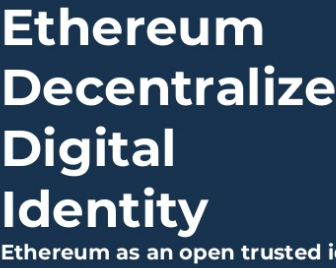 Ethereum
Decentralize
Digital
Identity
Ethereum as an open trusted